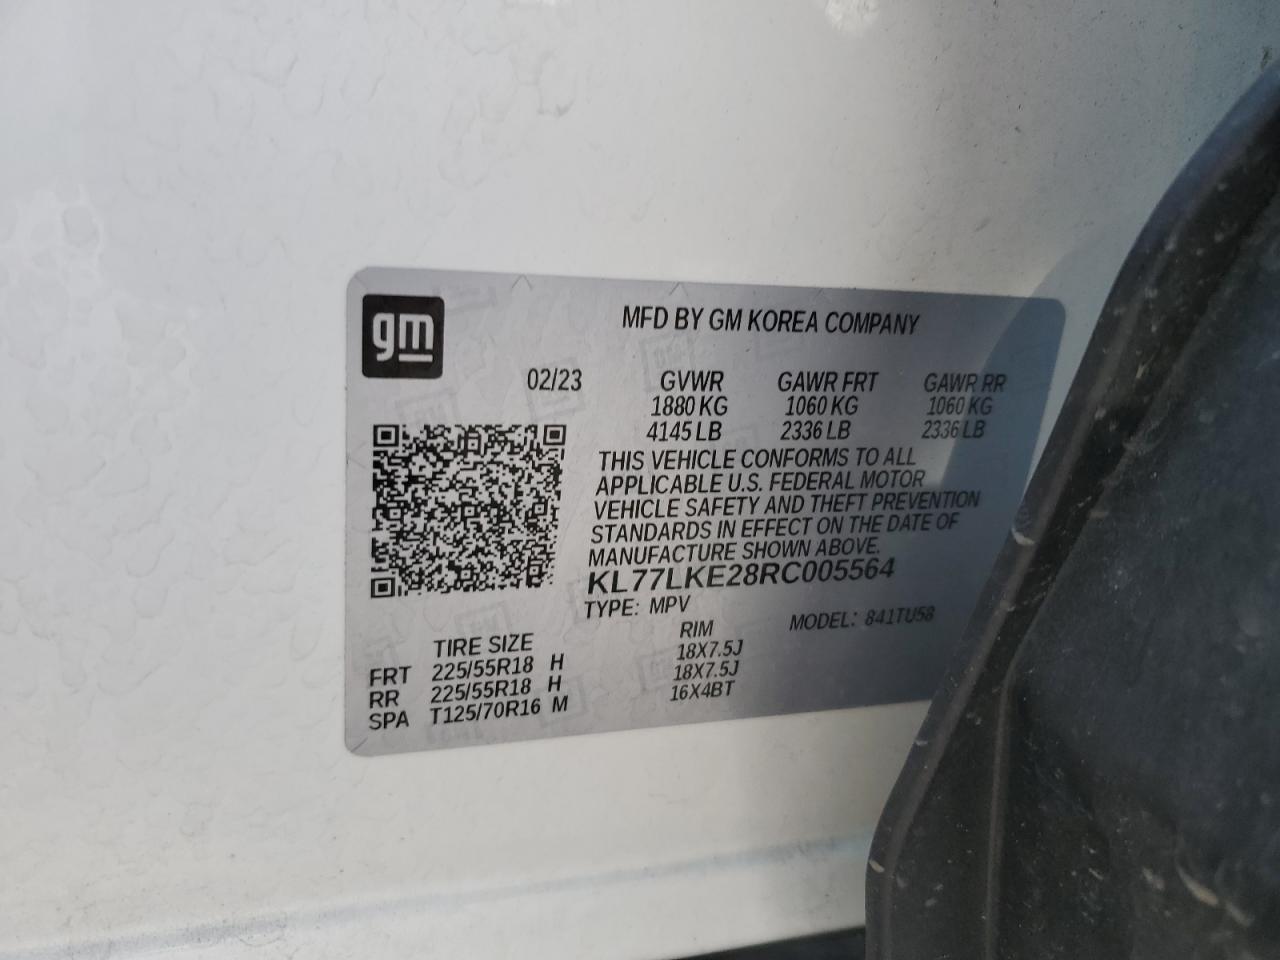 gm
MFD BY GM KOREA COMPANY
02/23 GVWR GAWR FRT GAWR RR
1880 KG 1060 KG 1060 KG
4145 LB 2336 LB 2336 LB
THIS VEHICLE CONFORMS TO ALL
APPLICABLE U.S. FEDERAL MOTOR
VEHICLE SAFETY AND THEFT PREVENTION
STANDARDS IN EFFECT ON THE DATE OF
MANUFACTURE SHOWN ABOVE.
KL77LKE28RC005564
TYPE: MPV MODEL: 841TU58
TIRE SIZE RIM
FRT 225/55R18 H 18X7.5J
RR 225/55R18 H 18X7.5J
SPA T125/70R16 M 16X4BT